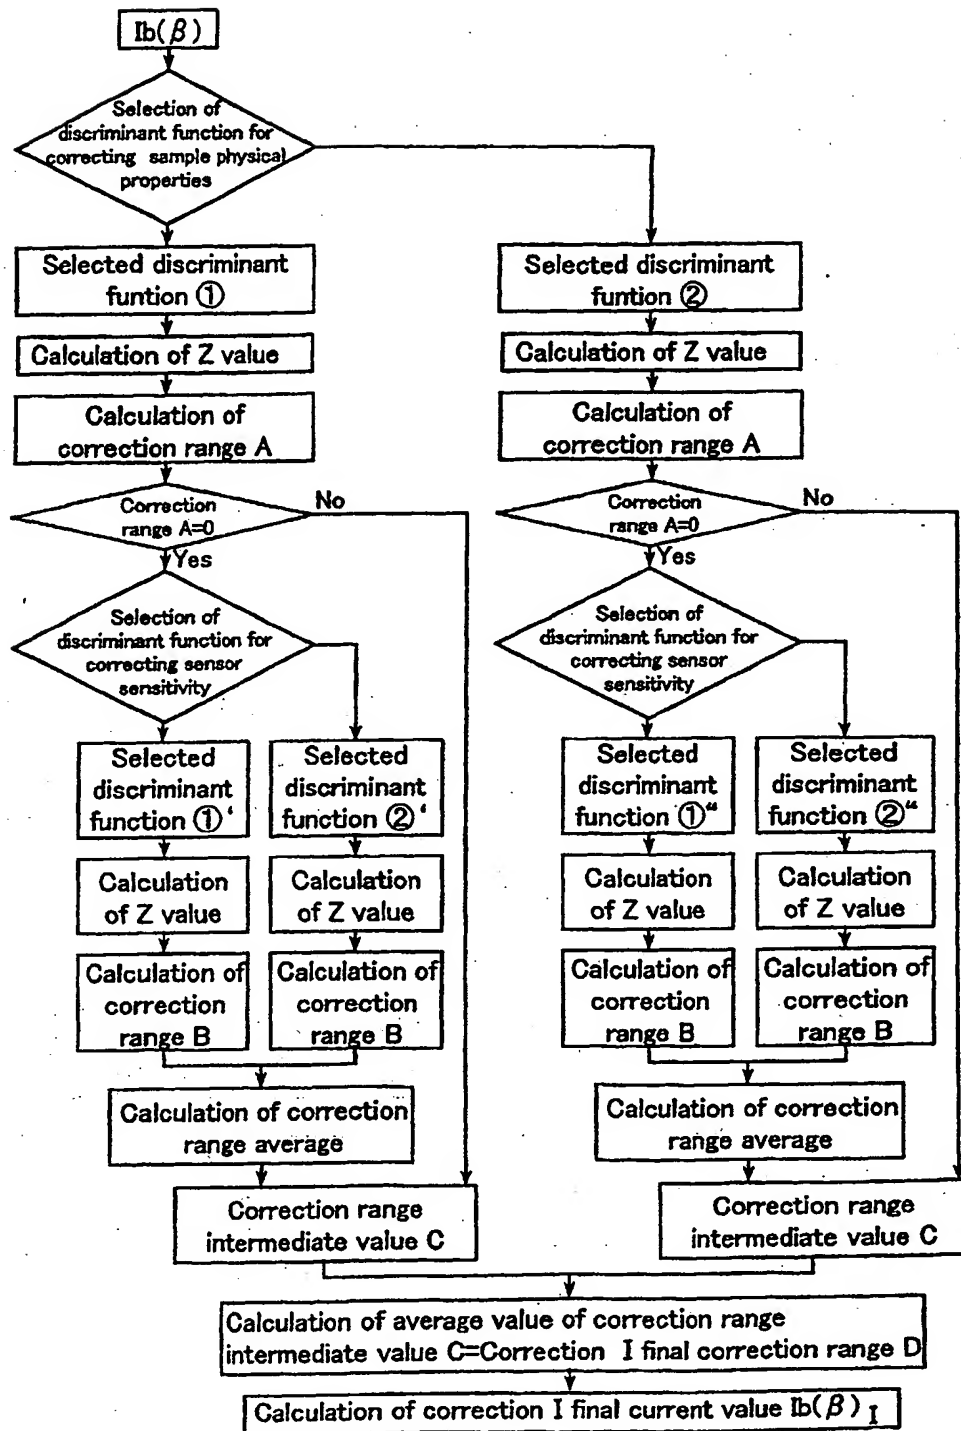 Ib(β)
Selection of
discriminant function for
correcting sample physical
properties
Selected discriminant
funtion ①
Calculation of Z value
Calculation of
correction range A
Correction
range A=0
No
Yes
Selection of
discriminant function for
correcting sensor
sensitivity
Selected
discriminant
function ①‘
Calculation
of Z value
Calculation of
correction
range B
Selected
discriminant
function ②‘
Calculation
of Z value
Calculation of
correction
range B
Calculation of correction
range average
Correction range
intermediate value C
Selected discriminant
funtion ②
Calculation of Z value
Calculation of
correction range A
Correction
range A=0
No
Yes
Selection of
discriminant function for
correcting sensor
sensitivity
Selected
discriminant
function ①“
Calculation
of Z value
Calculation of
correction
range B
Selected
discriminant
function ②“
Calculation
of Z value
Calculation of
correction
range B
Calculation of correction
range average
Correction range
intermediate value C
Calculation of average value of correction range
intermediate value C=Correction I final correction range D
Calculation of correction I final current value Ib(β) I